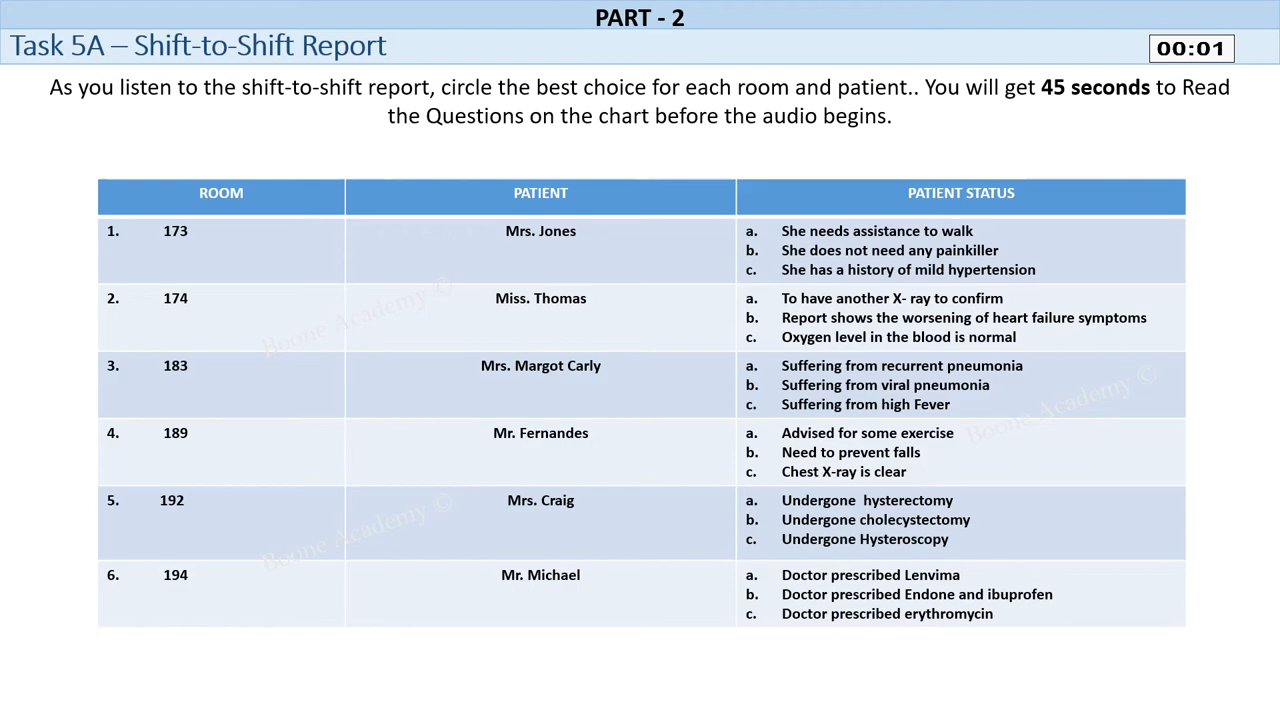 PART - 2
Task 5A – Shift-to-Shift Report
00:01
As you listen to the shift-to-shift report, circle the best choice for each room and patient.. You will get 45 seconds to Read
the Questions on the chart before the audio begins.
ROOM PATIENT PATIENT STATUS
1. 173 Mrs. Jones a. She needs assistance to walk
b. She does not need any painkiller
c. She has a history of mild hypertension
2. 174 Miss. Thomas a. To have another X- ray to confirm
b. Report shows the worsening of heart failure symptoms
c. Oxygen level in the blood is normal
3. 183 Mrs. Margot Carly a. Suffering from recurrent pneumonia
b. Suffering from viral pneumonia
c. Suffering from high Fever
4. 189 Mr. Fernandes a. Advised for some exercise
b. Need to prevent falls
c. Chest X-ray is clear
5. 192 Mrs. Craig a. Undergone hysterectomy
b. Undergone cholecystectomy
c. Undergone Hysteroscopy
6. 194 Mr. Michael a. Doctor prescribed Lenvima
b. Doctor prescribed Endone and ibuprofen
c. Doctor prescribed erythromycin
Boone Academy ©
Boone Academy ©
Boone Academy ©